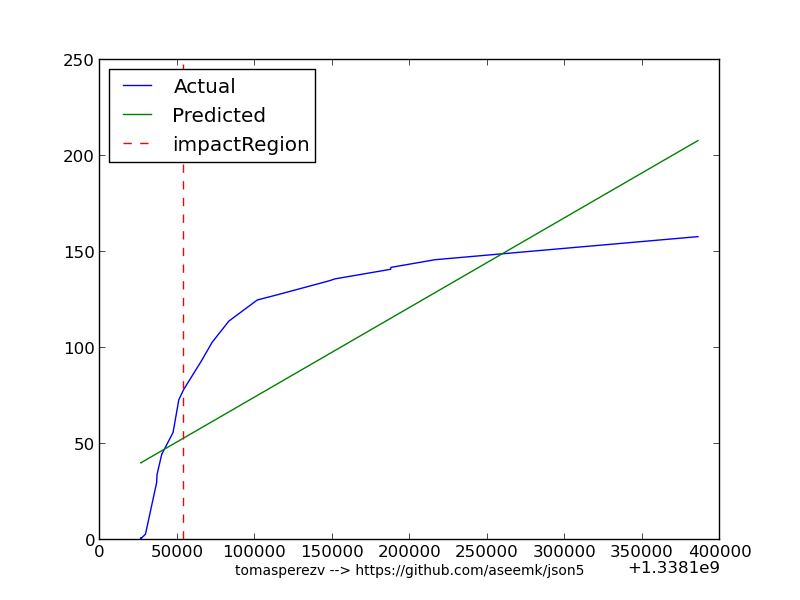 250
200
150
100
50
0
Actual
Predicted
impactRegion
0 50000 100000 150000 200000 250000 300000 350000 400000
tomasperezv --> https://github.com/aseemk/json5 +1.3381e9